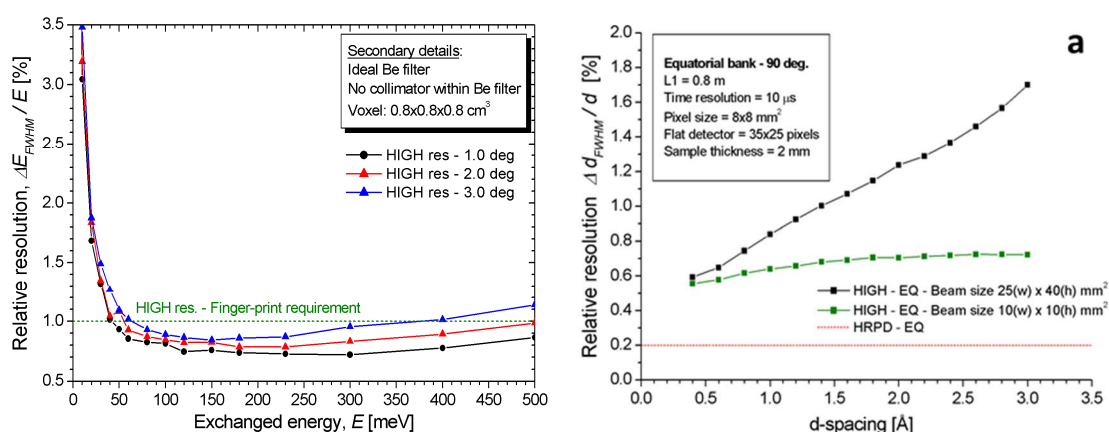 Relative resolution, ΔE_FWHM / E [%]
3.5
3.0
2.5
2.0
1.5
1.0
0.5
Secondary details:
Ideal Be filter
No collimator within Be filter
Voxel: 0.8x0.8x0.8 cm³
HIGH res - 1.0 deg
HIGH res - 2.0 deg
HIGH res - 3.0 deg
HIGH res. - Finger-print requirement
0 50 100 150 200 250 300 350 400 450 500
Exchanged energy, E [meV]
a
Relative resolution Δ d_FWHM / d [%]
2.0
1.8
1.6
1.4
1.2
1.0
0.8
0.6
0.4
0.2
0.0
Equatorial bank - 90 deg.
L1 = 0.8 m
Time resolution = 10 μs
Pixel size = 8x8 mm²
Flat detector = 35x25 pixels
Sample thickness = 2 mm
HIGH - EQ - Beam size 25(w) x 40(h) mm²
HIGH - EQ - Beam size 10(w) x 10(h) mm²
HRPD - EQ
0.0 0.5 1.0 1.5 2.0 2.5 3.0 3.5
d-spacing [Å]